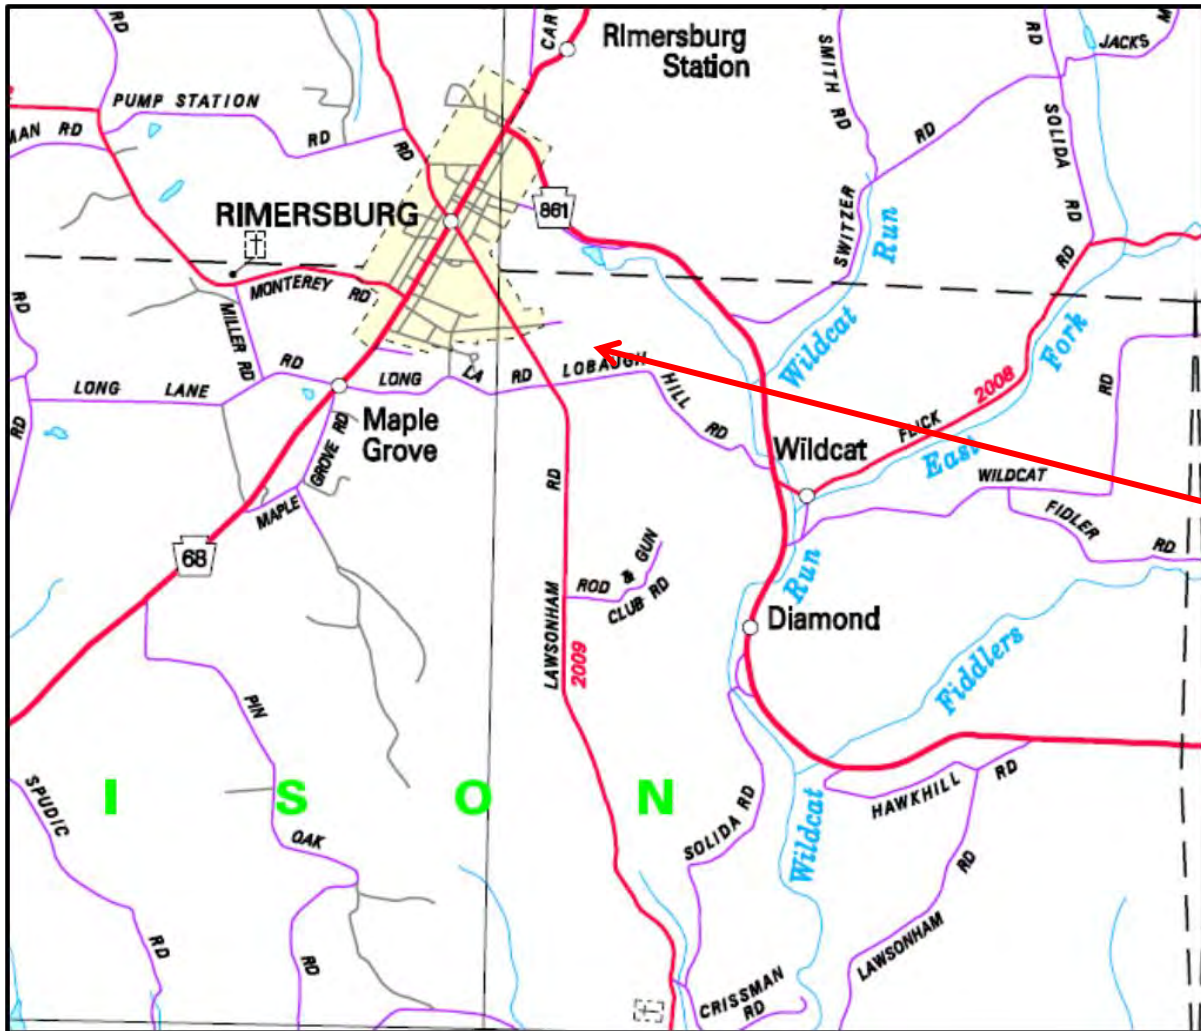 RD
CAR
Rimersburg
Station
SMITH RD
RD
JACKS
M
PUMP STATION
RD
RD
MAN RD
RD
SOLIDA
RD
RIMERSBURG
861
SWITZER
Run
RD
MONTEREY RD
MILLER RD
RD
Wildcat
Fork
RD
LONG LANE
RD
LONG LA RD
LOBAUGH
HILL
RD
2008
FLICK
East
RD
Maple
Grove
GROVE RD
MAPLE
Wildcat
WILDCAT
FIDLER
RD
68
RD
ROD & GUN
CLUB RD
Run
Diamond
LAWSONHAM
2009
Fiddlers
PIN
I S O N
SPUDIC
OAK
SOLIDA RD
Wildcat
HAWKHILL RD
RD
RD
RD
LAWSONHAM
CRISSMAN
RD